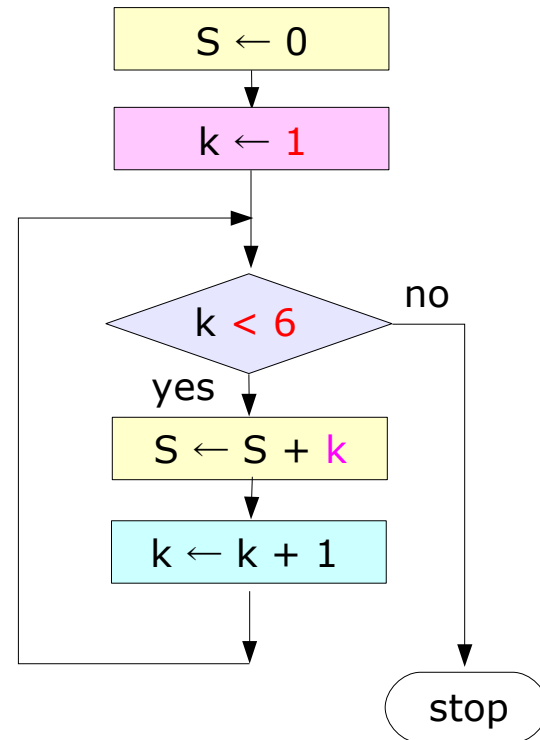 S ← 0
k ← 1
k < 6
no
yes
S ← S + k
k ← k + 1
stop